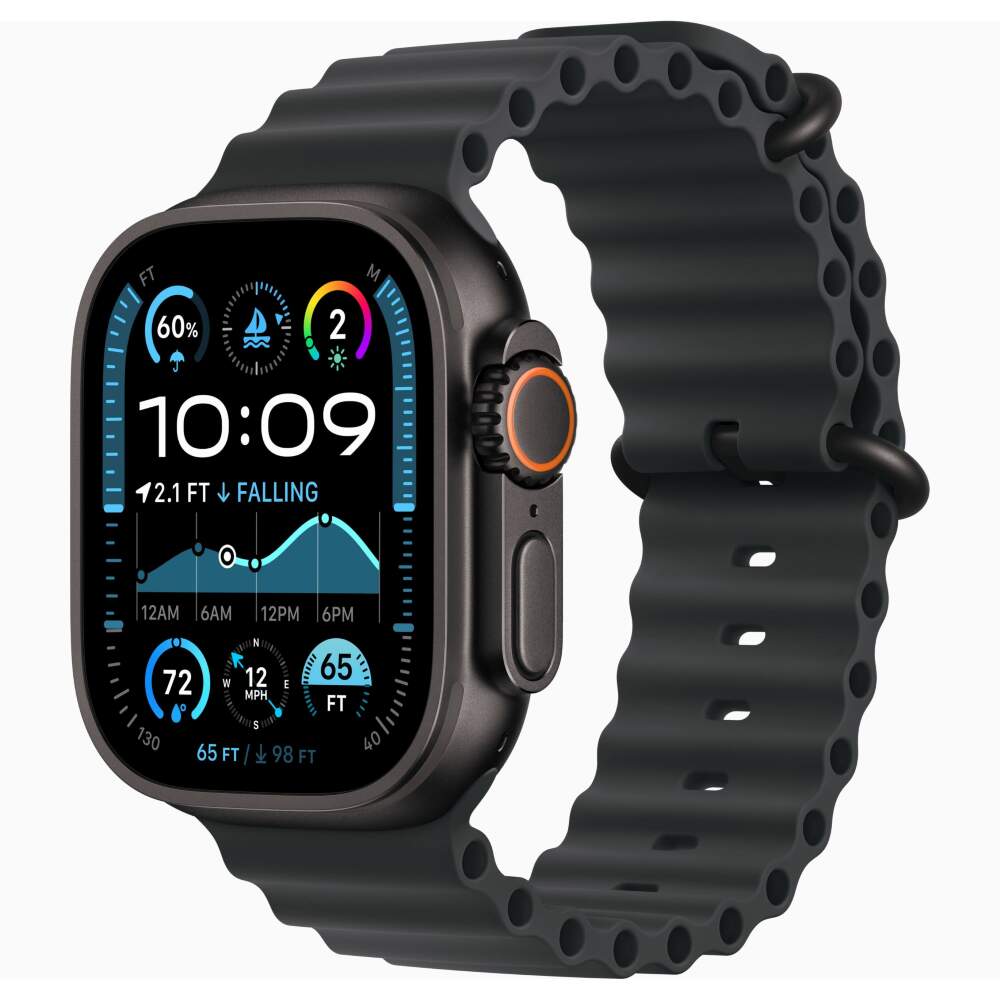 FT M
60% 2
10:09
2.1 FT ↓ FALLING
12AM 6AM 12PM 6PM
72
N
W 12 E
MPH
S
65
FT
130 40
65 FT / 98 FT